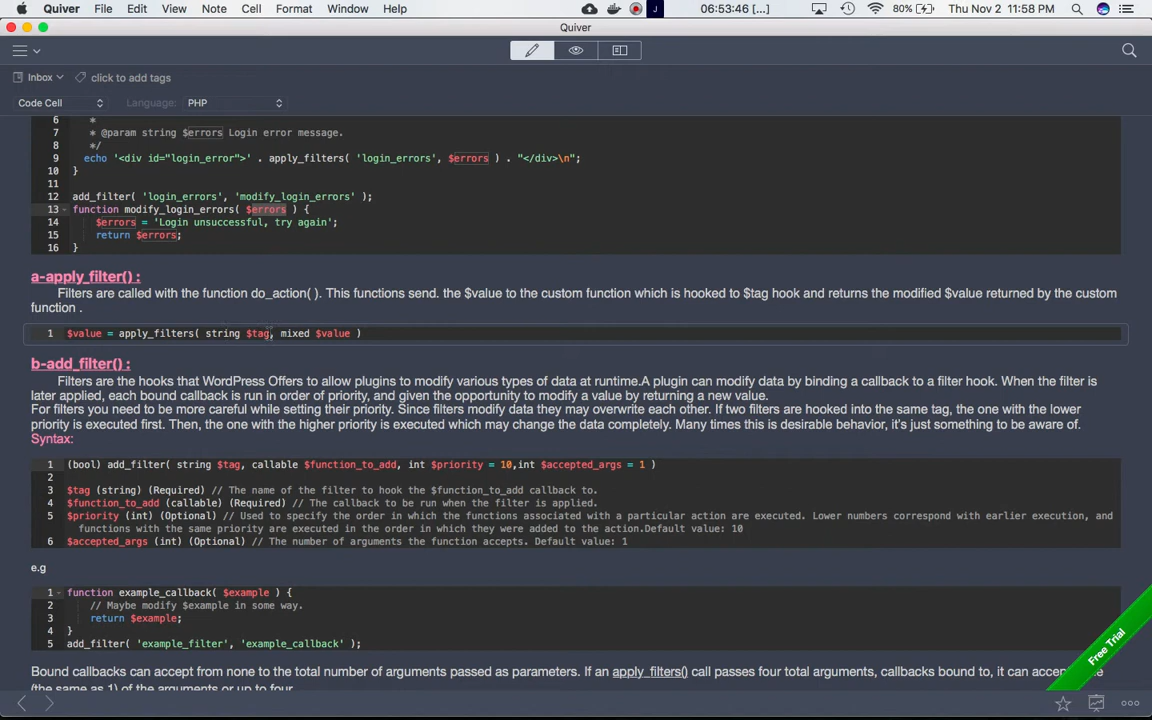 Quiver File Edit View Note Cell Format Window Help 06:53:46 [...] J 80% Thu Nov 2 11:58 PM
Quiver
Inbox click to add tags
Code Cell Language: PHP
6 *
7 * @param string $errors Login error message.
8 */
9 echo '<div id="login_error">' . apply_filters( 'login_errors', $errors ) . "</div>\n";
10 }
11
12 add_filter( 'login_errors', 'modify_login_errors' );
13 function modify_login_errors( $errors ) {
14 $errors = 'Login unsuccessful, try again';
15 return $errors;
16 }
a-apply_filter() :
Filters are called with the function do_action( ). This functions send. the $value to the custom function which is hooked to $tag hook and returns the modified $value returned by the custom
function .
1 $value = apply_filters( string $tag, mixed $value )
b-add_filter() :
Filters are the hooks that WordPress Offers to allow plugins to modify various types of data at runtime.A plugin can modify data by binding a callback to a filter hook. When the filter is
later applied, each bound callback is run in order of priority, and given the opportunity to modify a value by returning a new value.
For filters you need to be more careful while setting their priority. Since filters modify data they may overwrite each other. If two filters are hooked into the same tag, the one with the lower
priority is executed first. Then, the one with the higher priority is executed which may change the data completely. Many times this is desirable behavior, it's just something to be aware of.
Syntax:
1 (bool) add_filter( string $tag, callable $function_to_add, int $priority = 10,int $accepted_args = 1 )
2
3 $tag (string) (Required) // The name of the filter to hook the $function_to_add callback to.
4 $function_to_add (callable) (Required) // The callback to be run when the filter is applied.
5 $priority (int) (Optional) // Used to specify the order in which the functions associated with a particular action are executed. Lower numbers correspond with earlier execution, and
functions with the same priority are executed in the order in which they were added to the action.Default value: 10
6 $accepted_args (int) (Optional) // The number of arguments the function accepts. Default value: 1
e.g
1 function example_callback( $example ) {
2 // Maybe modify $example in some way.
3 return $example;
4 }
5 add_filter( 'example_filter', 'example_callback' );
Free Trial
Bound callbacks can accept from none to the total number of arguments passed as parameters. If an apply_filters() call passes four total arguments, callbacks bound to, it can
(the same as 1) of the arguments or up to four